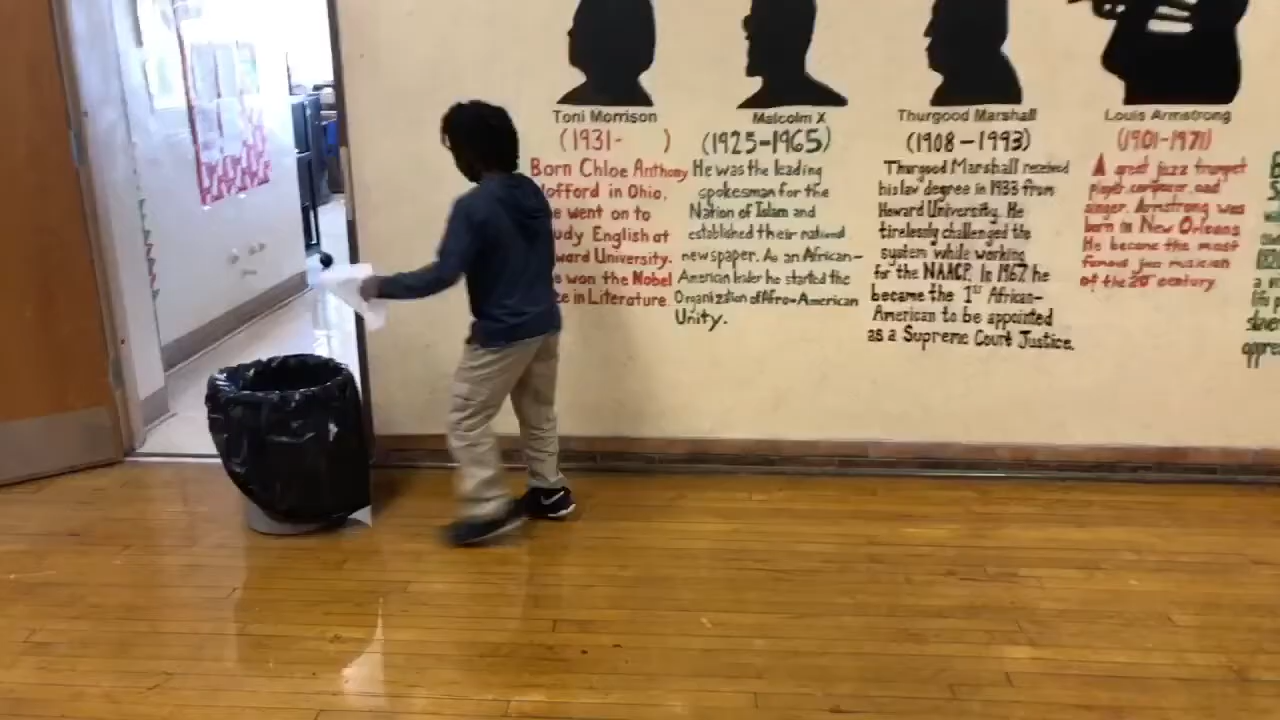 Toni Morrison
(1931- )
Born Chloe Anthony
Wofford in Ohio.
went on to
English at
University.
won the Nobel
in Literature.
Malcolm X
(1925-1965)
He was the leading
spokesman for the
Nation of Islam and
established their national
newspaper. As an African-
American leader he started the
Organization of Afro-American
Unity.
Thurgood Marshall
(1908-1993)
Thurgood Marshall received
his law degree in 1933 from
Howard University. He
tirelessly challenged the
system while working
for the NAACP. In 1967 he
became the 1st African-
American to be appointed
as a Supreme Court Justice.
Louis Armstrong
(1901-1971)
A great jazz trumpet
player, composer, and
singer. Armstrong was
born in New Orleans
He became the most
famous jazz musician
of the 20th century.